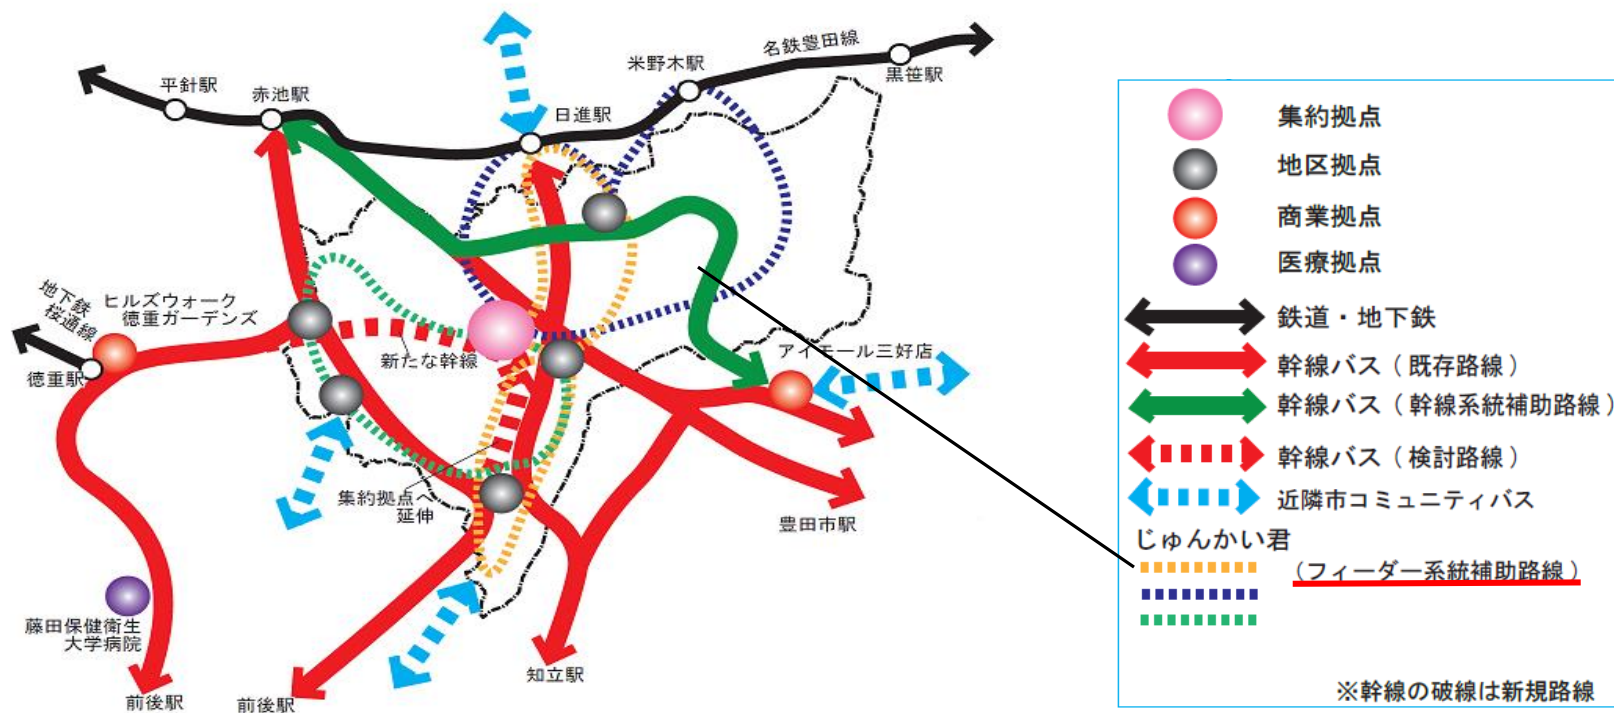 名鉄豊田線
米野木駅
黒笹駅
平針駅
赤池駅
日進駅
地下鉄
桜通線
ヒルズウォーク
徳重ガーデンズ
新たな幹線
アイモール三好店
徳重駅
集約拠点へ
延伸
豊田市駅
藤田保健衛生
大学病院
知立駅
前後駅
前後駅
集約拠点
地区拠点
商業拠点
医療拠点
鉄道・地下鉄
幹線バス（既存路線）
幹線バス（幹線系統補助路線）
幹線バス（検討路線）
近隣市コミュニティバス
じゅんかい君
（フィーダー系統補助路線）
※幹線の破線は新規路線